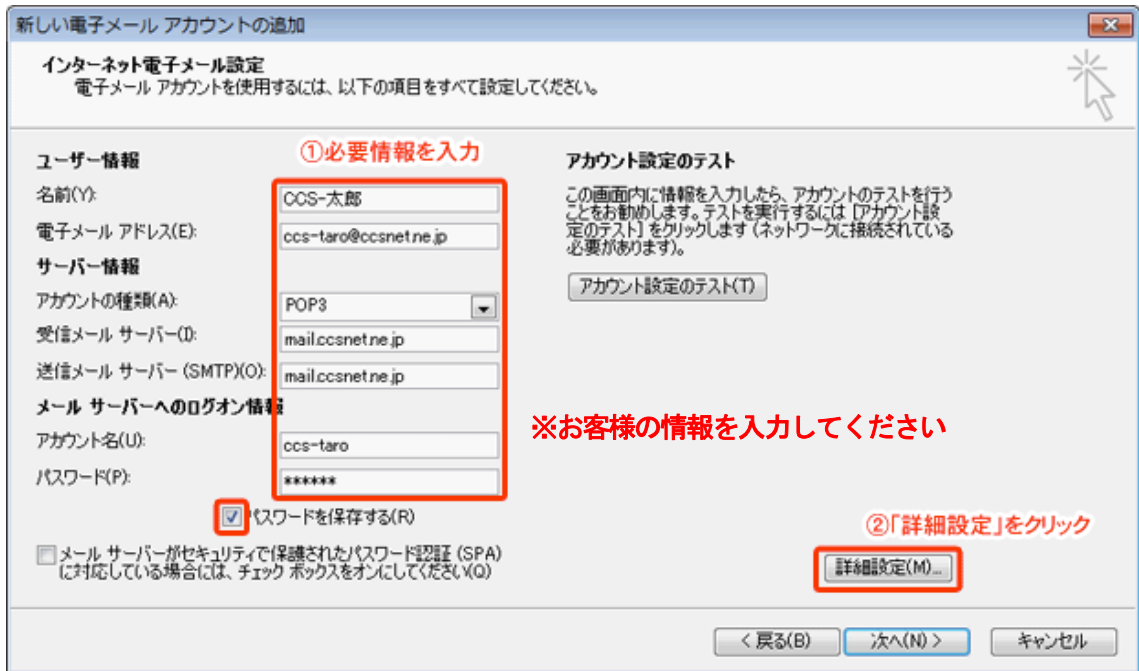 新しい電子メール アカウントの追加
インターネット電子メール設定
電子メール アカウントを使用するには、以下の項目をすべて設定してください。
①必要情報を入力
ユーザー情報
名前(Y):
CCS-太郎
電子メール アドレス(E):
ccs-taro@ccsnet.ne.jp
サーバー情報
アカウントの種類(A):
POP3
受信メール サーバー(I):
mail.ccsnet.ne.jp
送信メール サーバー (SMTP)(O):
mail.ccsnet.ne.jp
メール サーバーへのログオン情報
アカウント名(U):
ccs-taro
パスワード(P):
******
パスワードを保存する(R)
メール サーバーがセキュリティで保護されたパスワード認証 (SPA)
に対応している場合には、チェック ボックスをオンにしてください(Q)
アカウント設定のテスト
この画面内に情報を入力したら、アカウントのテストを行う
ことをお勧めします。テストを実行するには [アカウント設
定のテスト] をクリックします (ネットワークに接続されている
必要があります)。
アカウント設定のテスト(T)
※お客様の情報を入力してください
②「詳細設定」をクリック
詳細設定(M)...
< 戻る(B)
次へ(N) >
キャンセル